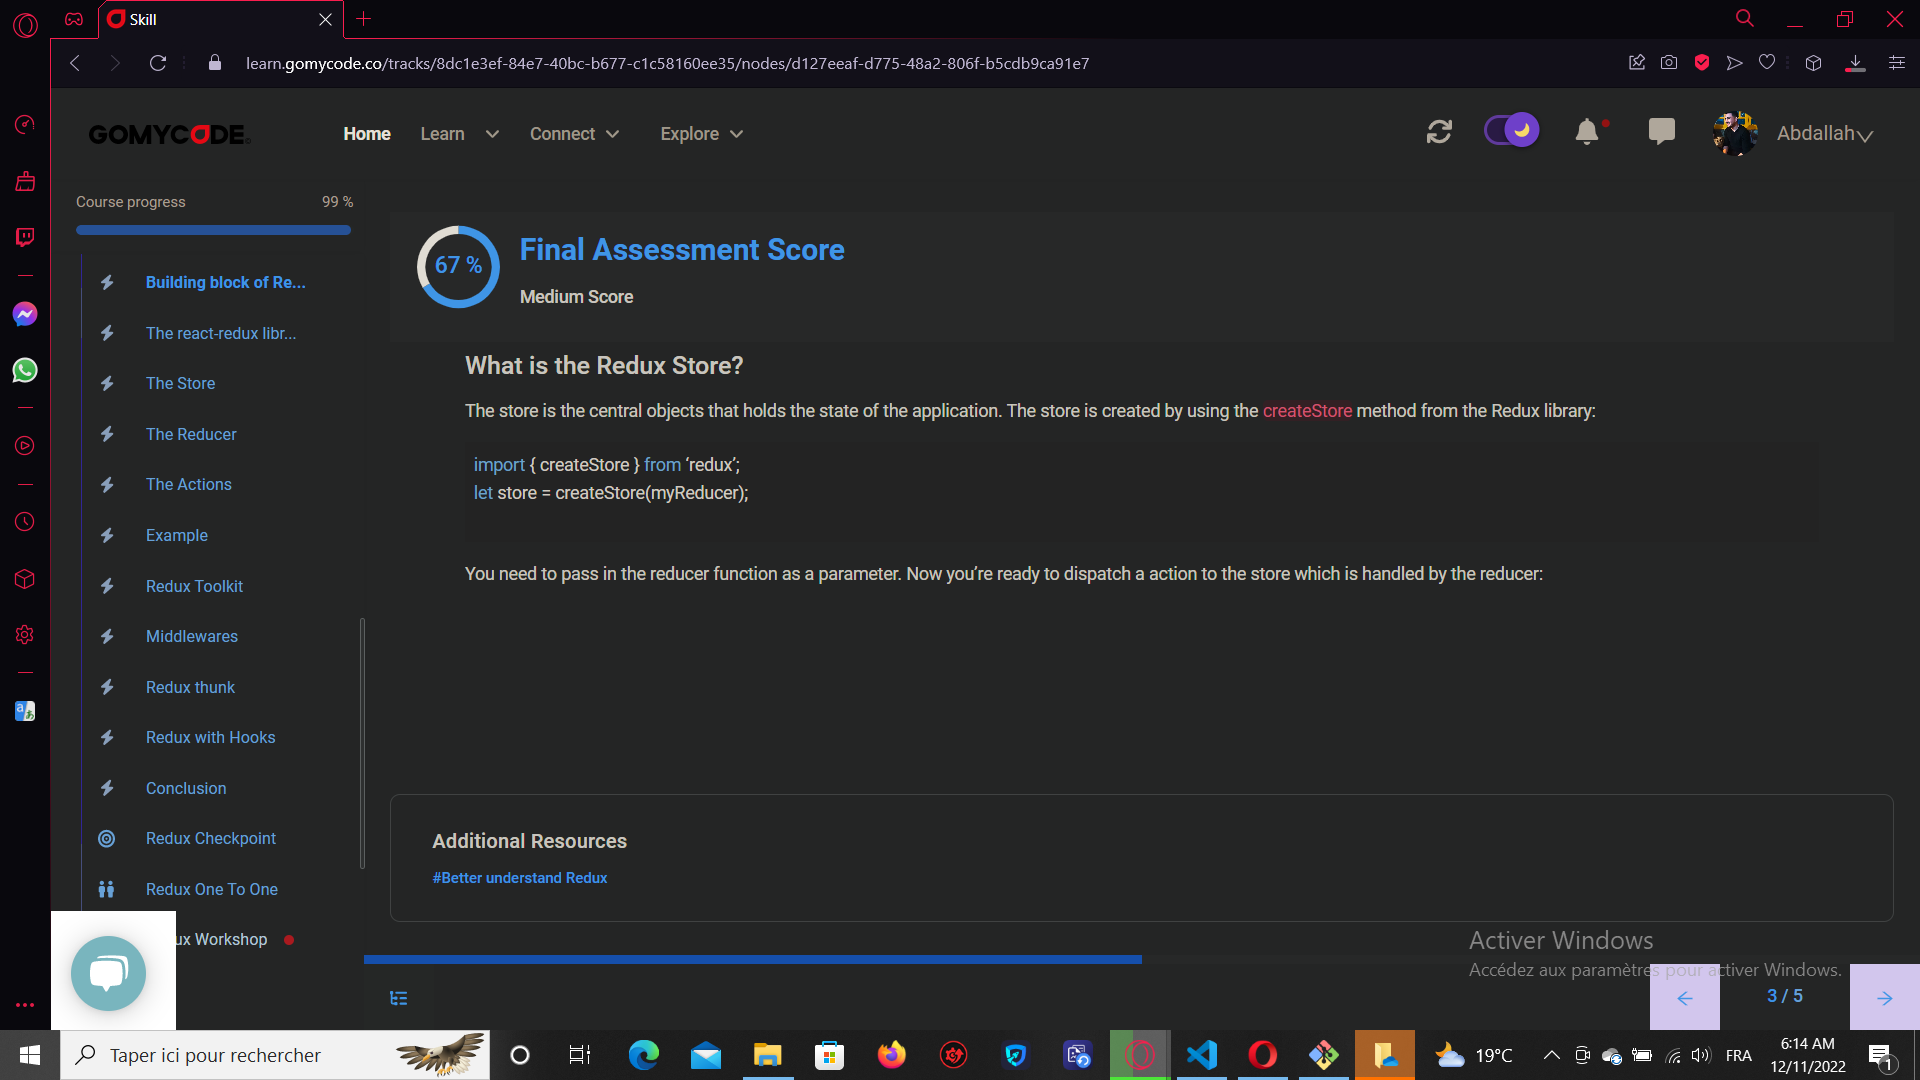 Skill
learn.gomycode.co/tracks/8dc1e3ef-84e7-40bc-b677-c1c58160ee35/nodes/d127eeaf-d775-48a2-806f-b5cdb9ca91e7
GOMYCODE
Home Learn Connect Explore
Abdallah
Course progress 99 %
Building block of Re...
The react-redux libr...
The Store
The Reducer
The Actions
Example
Redux Toolkit
Middlewares
Redux thunk
Redux with Hooks
Conclusion
Redux Checkpoint
Redux One To One
ux Workshop
67 %
Final Assessment Score
Medium Score
What is the Redux Store?
The store is the central objects that holds the state of the application. The store is created by using the createStore method from the Redux library:
import { createStore } from ‘redux’;
let store = createStore(myReducer);
You need to pass in the reducer function as a parameter. Now you’re ready to dispatch a action to the store which is handled by the reducer:
Additional Resources
#Better understand Redux
Activer Windows
Accédez aux paramètres pour activer Windows.
3 / 5
Taper ici pour rechercher
19°C
FRA
6:14 AM
12/11/2022
1